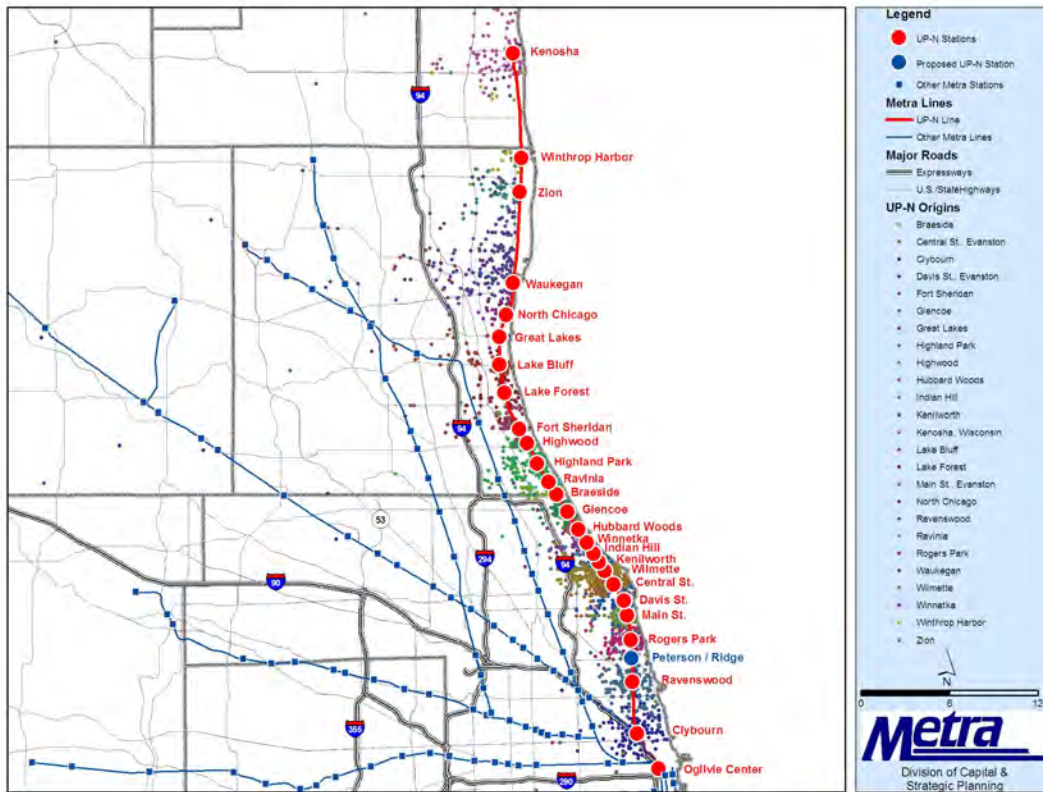 Kenosha
94
Winthrop Harbor
Zion
Waukegan
North Chicago
Great Lakes
Lake Bluff
Lake Forest
94
Fort Sheridan
Highwood
Highland Park
Ravinia
Braeside
Glencoe
53
Hubbard Woods
Winnetka
Indian Hill
294
94
Kenilworth
Wilmette
90
Central St.
Davis St.
Main St.
Rogers Park
Peterson / Ridge
Ravenswood
355
Clybourn
Ogilvie Center
290
Legend
UP-N Stations
Proposed UP-N Station
Other Metra Stations
Metra Lines
UP-N Line
Other Metra Lines
Major Roads
Expressways
U.S./StateHighways
UP-N Origins
Braeside
Central St., Evanston
Clybourn
Davis St., Evanston
Fort Sheridan
Glencoe
Great Lakes
Highland Park
Highwood
Hubbard Woods
Indian Hill
Kenilworth
Kenosha, Wisconsin
Lake Bluff
Lake Forest
Main St., Evanston
North Chicago
Ravenswood
Ravinia
Rogers Park
Waukegan
Wilmette
Winnetka
Winthrop Harbor
Zion
N
0 6 12
Metra
Division of Capital &
Strategic Planning